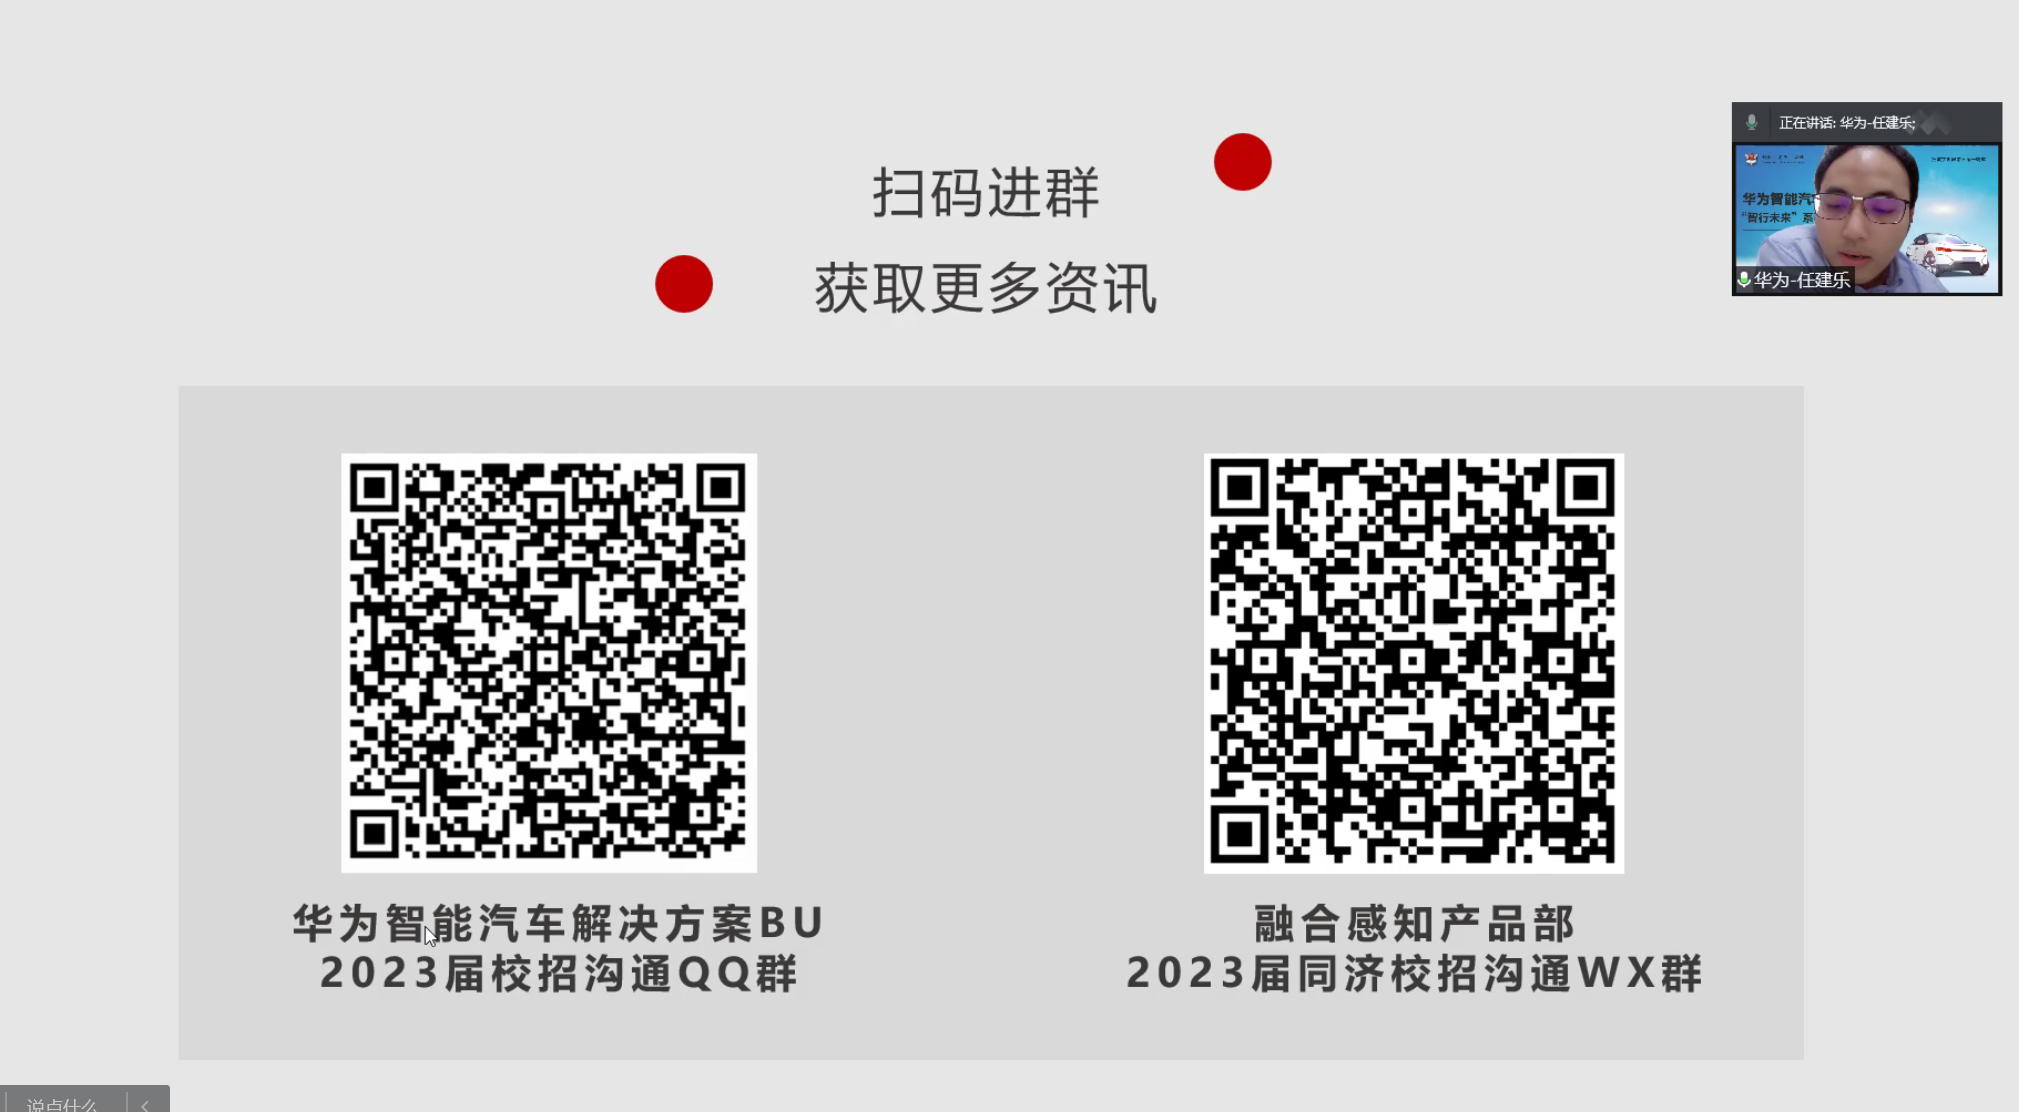 扫码进群
获取更多资讯
正在讲话: 华为-任建乐;
华为智能汽
“智行未来”系
华为-任建乐
华为智能汽车解决方案BU
2023届校招沟通QQ群
融合感知产品部
2023届同济校招沟通WX群
说点什么